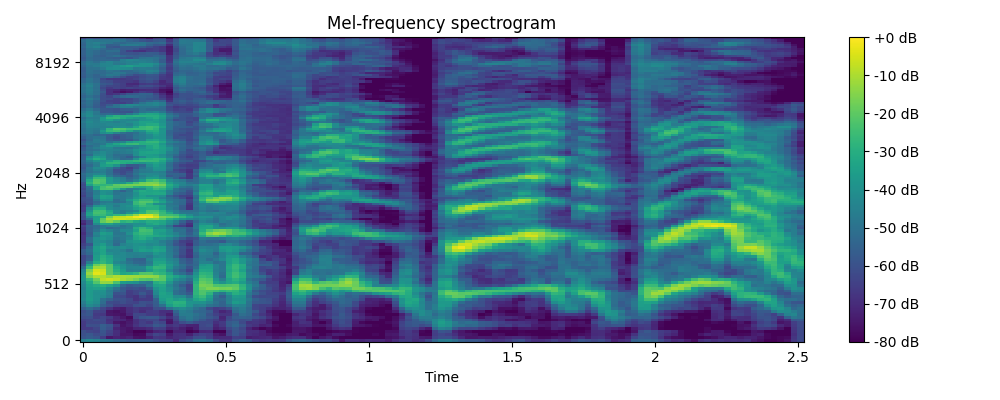 Mel-frequency spectrogram
Hz
8192
4096
2048
1024
512
0
0
0.5
1
1.5
2
2.5
Time
+0 dB
-10 dB
-20 dB
-30 dB
-40 dB
-50 dB
-60 dB
-70 dB
-80 dB